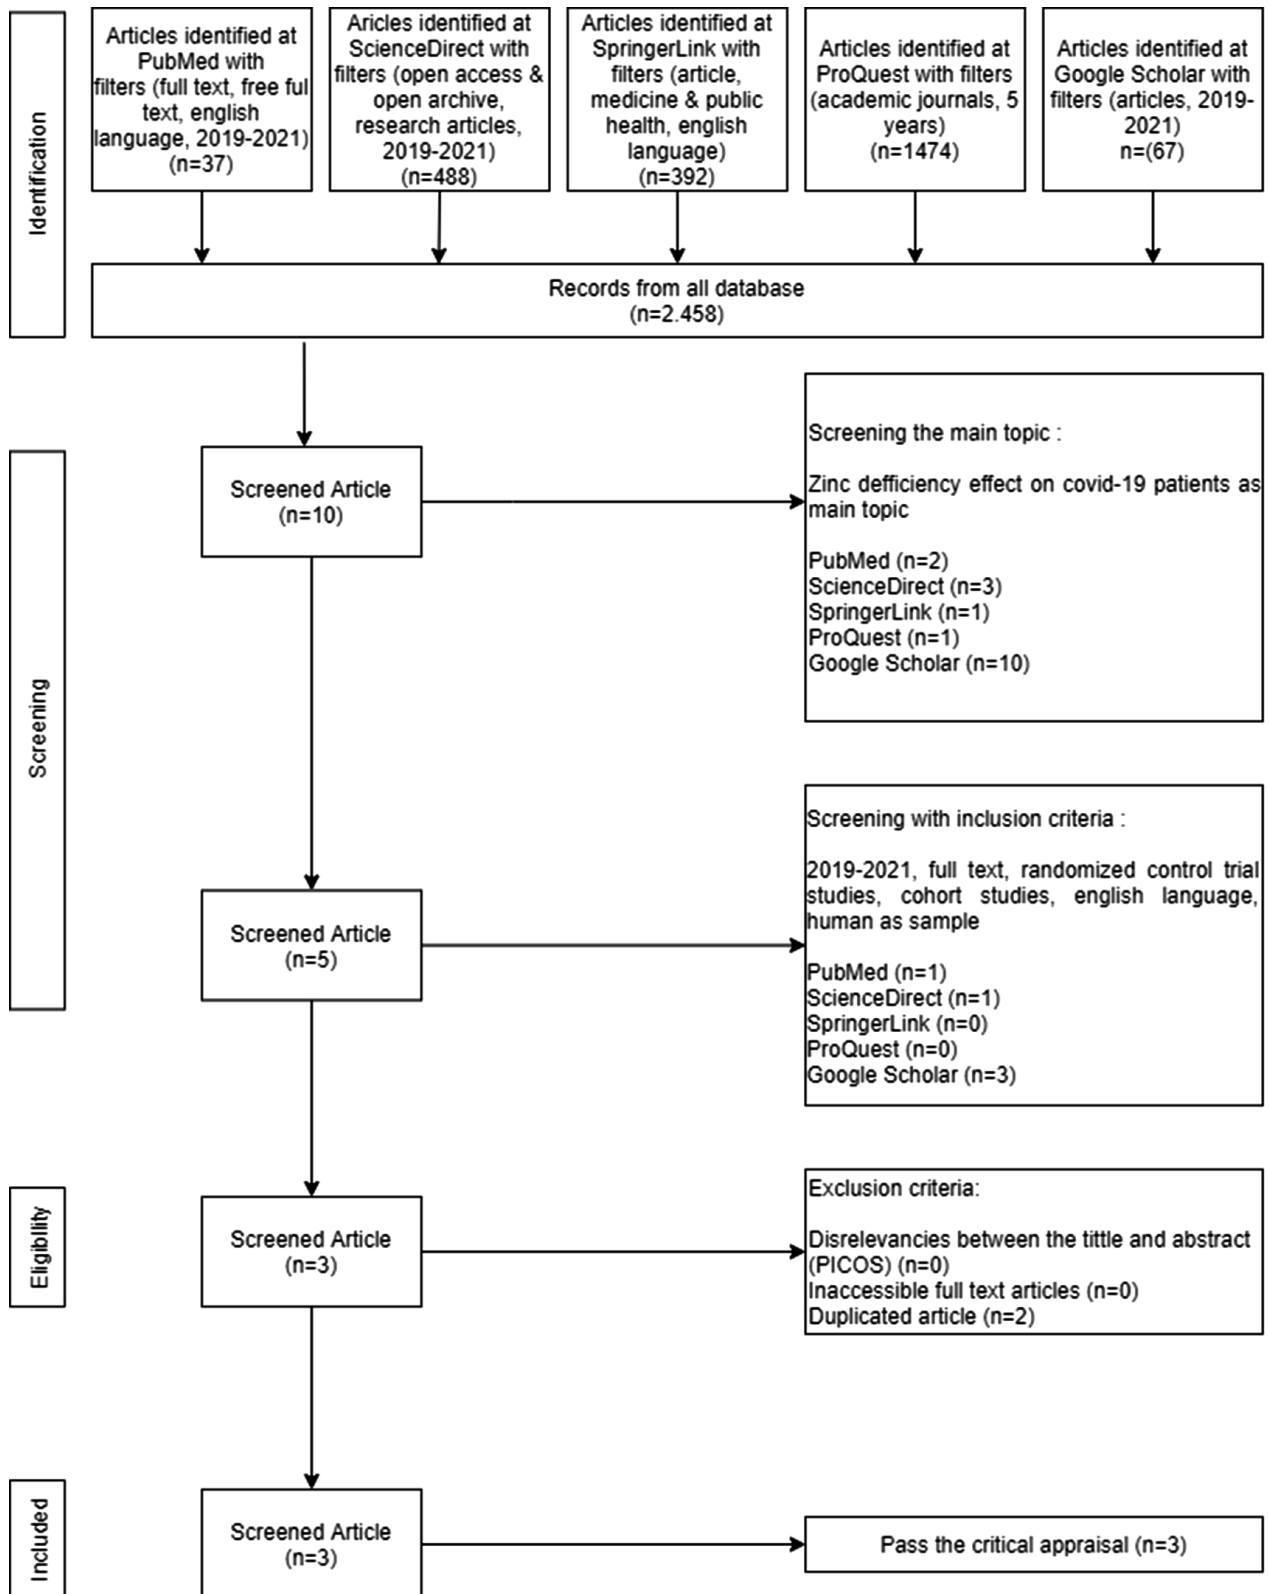 Identification
Articles identified at
PubMed with
filters (full text, free ful
text, english
language, 2019-2021)
(n=37)
Aricles identified at
ScienceDirect with
filters (open access &
open archive,
research articles,
2019-2021)
(n=488)
Articles identified at
SpringerLink with
filters (article,
medicine & public
health, english
language)
(n=392)
Articles identified at
ProQuest with filters
(academic journals, 5
years)
(n=1474)
Articles identified at
Google Scholar with
filters (articles, 2019-
2021)
n=(67)
Records from all database
(n=2.458)
Screening
Screened Article
(n=10)
Screening the main topic :
Zinc defficiency effect on covid-19 patients as
main topic
PubMed (n=2)
ScienceDirect (n=3)
SpringerLink (n=1)
ProQuest (n=1)
Google Scholar (n=10)
Screened Article
(n=5)
Screening with inclusion criteria :
2019-2021, full text, randomized control trial
studies, cohort studies, english language,
human as sample
PubMed (n=1)
ScienceDirect (n=1)
SpringerLink (n=0)
ProQuest (n=0)
Google Scholar (n=3)
Eligibllity
Screened Article
(n=3)
Exclusion criteria:
Disrelevancies between the tittle and abstract
(PICOS) (n=0)
Inaccessible full text articles (n=0)
Duplicated article (n=2)
Included
Screened Article
(n=3)
Pass the critical appraisal (n=3)